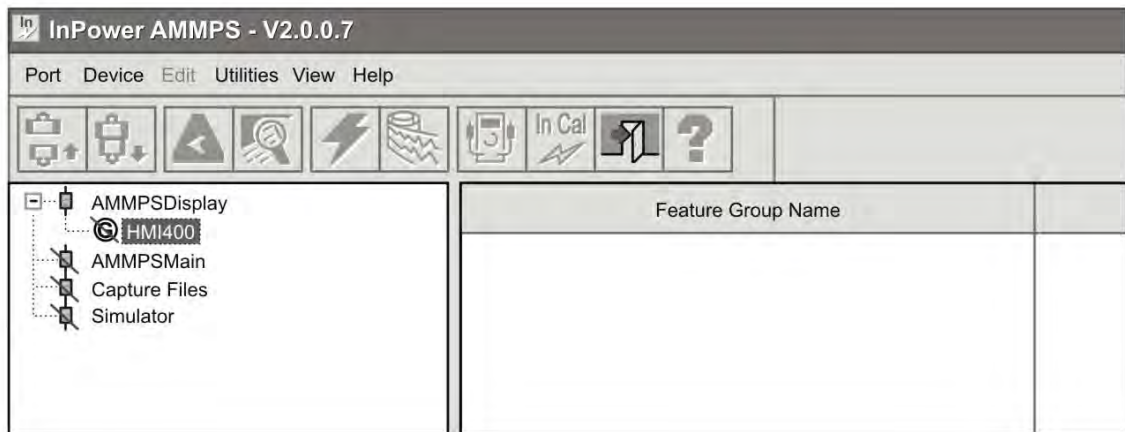 In
InPower AMMPS - V2.0.0.7
Port Device Edit Utilities View Help
In Cal
?
AMMPSDisplay
HMI400
AMMPSMain
Capture Files
Simulator
Feature Group Name